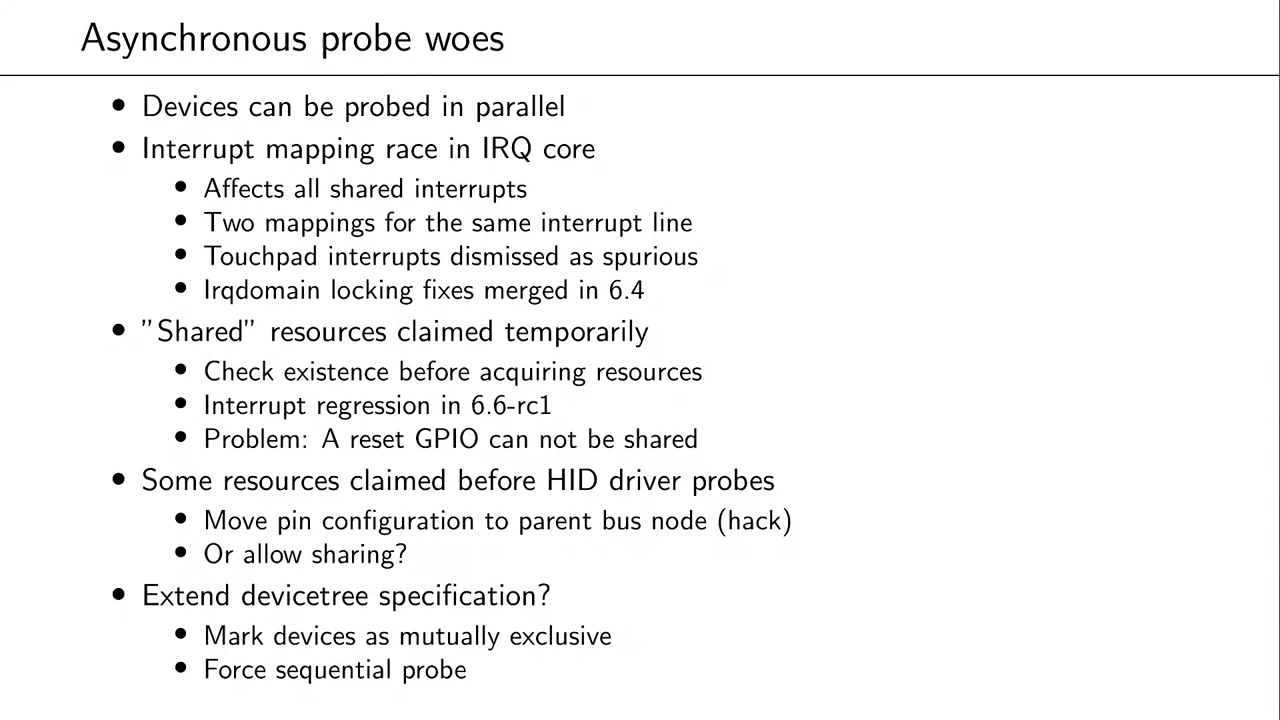 Asynchronous probe woes
• Devices can be probed in parallel
• Interrupt mapping race in IRQ core
• Affects all shared interrupts
• Two mappings for the same interrupt line
• Touchpad interrupts dismissed as spurious
• Irqdomain locking fixes merged in 6.4
• ”Shared” resources claimed temporarily
• Check existence before acquiring resources
• Interrupt regression in 6.6-rc1
• Problem: A reset GPIO can not be shared
• Some resources claimed before HID driver probes
• Move pin configuration to parent bus node (hack)
• Or allow sharing?
• Extend devicetree specification?
• Mark devices as mutually exclusive
• Force sequential probe